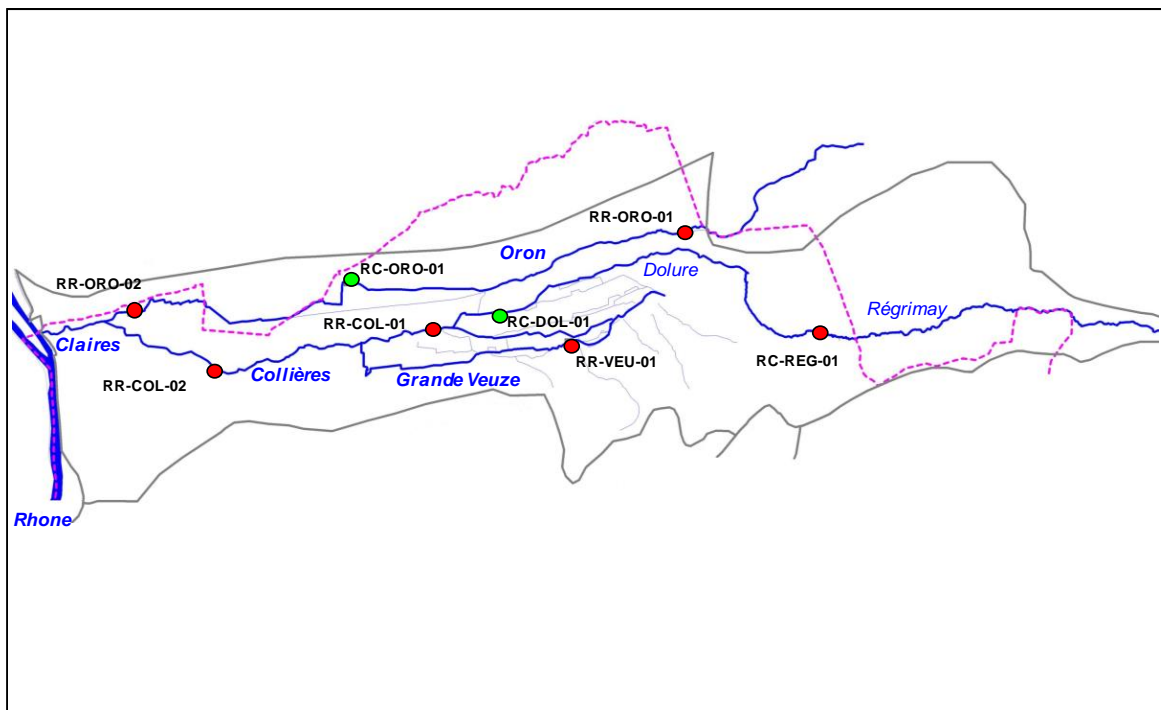 RR-ORO-01
Oron
RC-ORO-01
Dolure
RR-ORO-02
Régrimay
RR-COL-01
RC-DOL-01
Claires
RR-VEU-01
RC-REG-01
RR-COL-02
Collières
Grande Veuze
Rhone